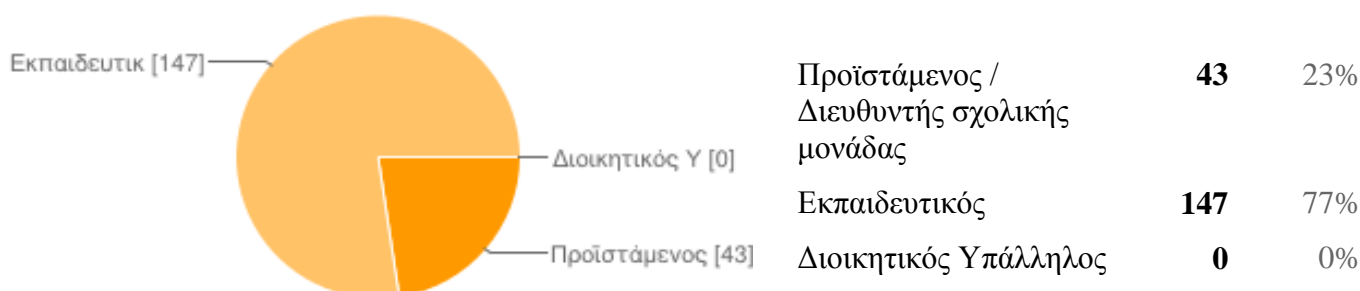 Εκπαιδευτικ [147]
Διοικητικός Υ [0]
Προϊστάμενος [43]
Προϊστάμενος / 43 23%
Διευθυντής σχολικής
μονάδας
Εκπαιδευτικός 147 77%
Διοικητικός Υπάλληλος 0 0%